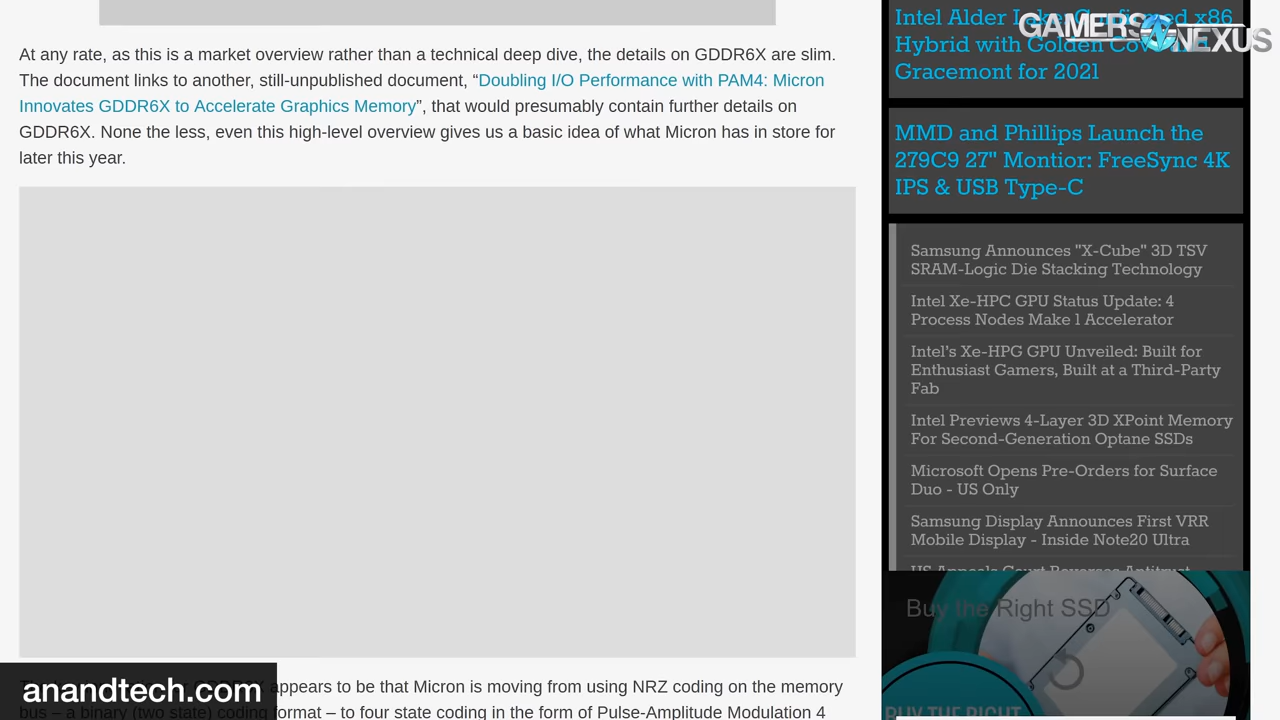 At any rate, as this is a market overview rather than a technical deep dive, the details on GDDR6X are slim.
The document links to another, still-unpublished document, “Doubling I/O Performance with PAM4: Micron
Innovates GDDR6X to Accelerate Graphics Memory”, that would presumably contain further details on
GDDR6X. None the less, even this high-level overview gives us a basic idea of what Micron has in store for
later this year.
appears to be that Micron is moving from using NRZ coding on the memory
bus – a binary (two state) coding format – to four state coding in the form of Pulse-Amplitude Modulation 4
anandtech.com
GAMERS NEXUS
Intel Alder Lake Confirmed x86
Hybrid with Golden Cove and
Gracemont for 2021
MMD and Phillips Launch the
279C9 27" Montior: FreeSync 4K
IPS & USB Type-C
Samsung Announces "X-Cube" 3D TSV
SRAM-Logic Die Stacking Technology
Intel Xe-HPC GPU Status Update: 4
Process Nodes Make 1 Accelerator
Intel's Xe-HPG GPU Unveiled: Built for
Enthusiast Gamers, Built at a Third-Party
Fab
Intel Previews 4-Layer 3D XPoint Memory
For Second-Generation Optane SSDs
Microsoft Opens Pre-Orders for Surface
Duo - US Only
Samsung Display Announces First VRR
Mobile Display - Inside Note20 Ultra
US Appeals Court Reverses Antitrust
Buy the Right SSD
BUY THE RIGHT